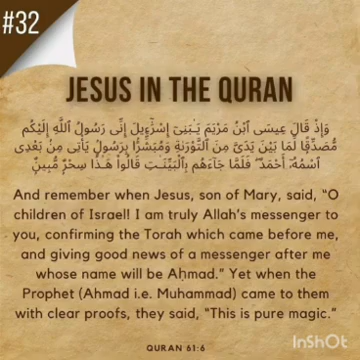 #32
JESUS IN THE QURAN
وَإِذْ قَالَ عِيسَى ٱبْنُ مَرْيَمَ يَـٰبَنِىٓ إِسْرَٰٓءِيلَ إِنِّى رَسُولُ ٱللَّهِ إِلَيْكُم
مُّصَدِّقًا لِّمَا بَيْنَ يَدَىَّ مِنَ ٱلتَّوْرَىٰةِ وَمُبَشِّرًۢا بِرَسُولٍ يَأْتِى مِنۢ بَعْدِى
ٱسْمُهُۥٓ أَحْمَدُ ۖ فَلَمَّا جَآءَهُم بِٱلْبَيِّنَـٰتِ قَالُوا۟ هَـٰذَا سِحْرٌ مُّبِينٌ
And remember when Jesus, son of Mary, said, “O
children of Israel! I am truly Allah’s messenger to
you, confirming the Torah which came before me,
and giving good news of a messenger after me
whose name will be Aḥmad.” Yet when the
Prophet (Ahmad i.e. Muhammad) came to them
with clear proofs, they said, “This is pure magic.”
QURAN 61:6
InShOt